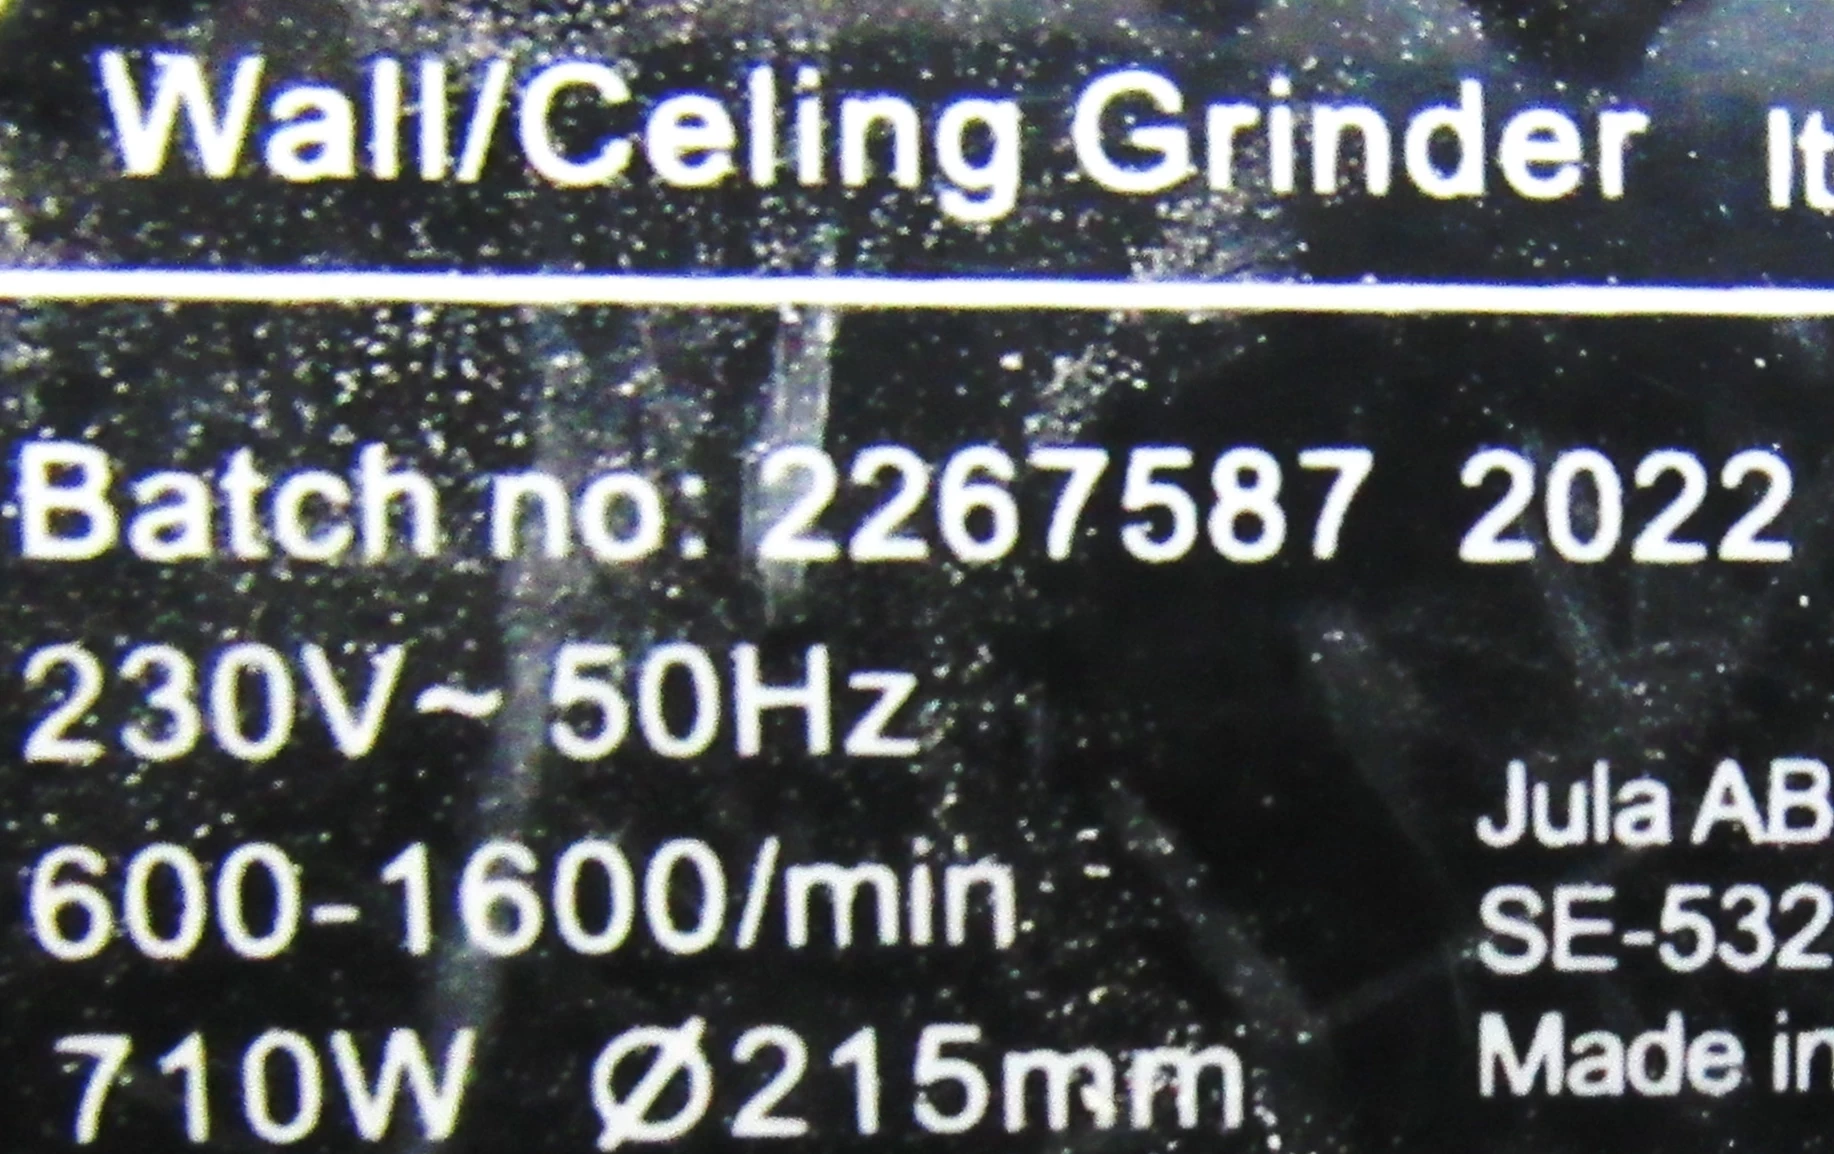 Wall/Celing Grinder It
Batch no: 2267587 2022
230V~ 50Hz
600-1600/min
710W Ø215mm
Jula AB
SE-532
Made in